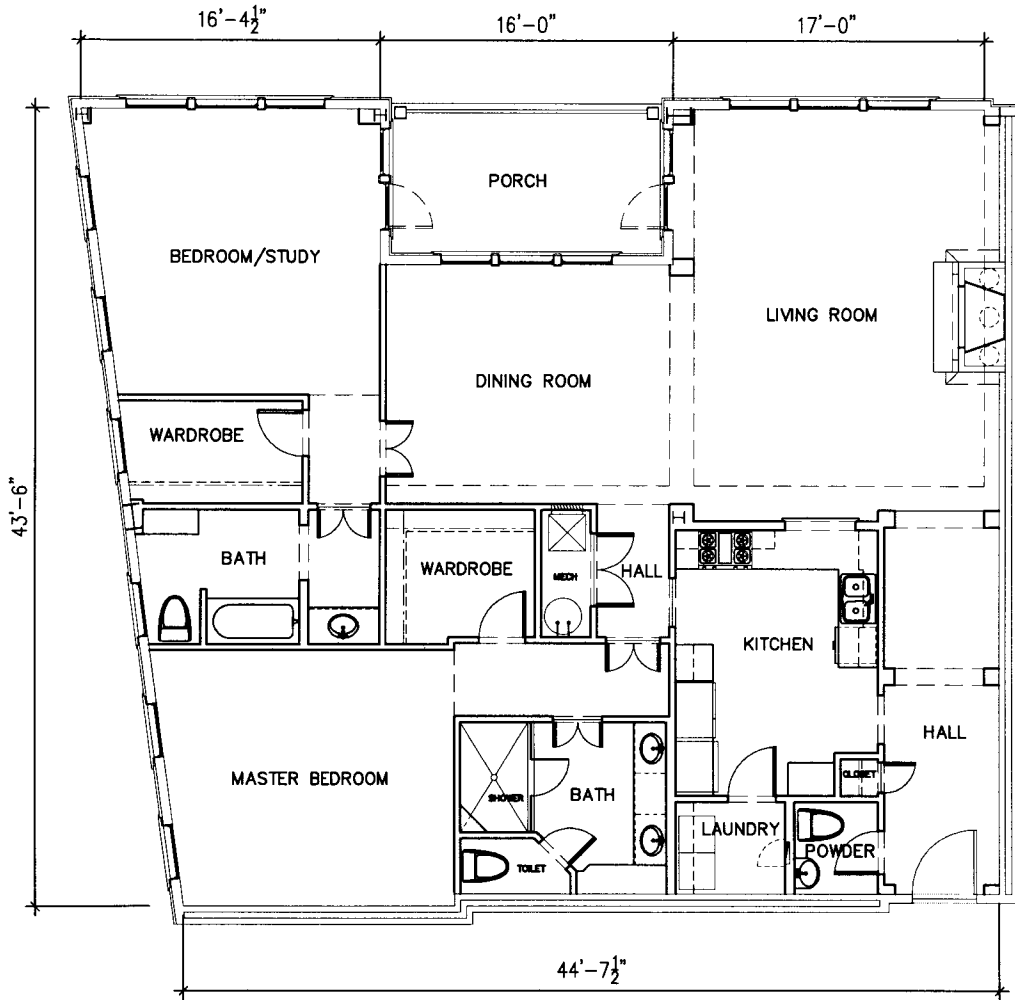 16'-4½"
16'-0"
17'-0"
PORCH
BEDROOM/STUDY
LIVING ROOM
DINING ROOM
WARDROBE
43'-6"
BATH
WARDROBE
MECH
HALL
KITCHEN
HALL
MASTER BEDROOM
SHOWER
BATH
CLOSET
LAUNDRY
POWDER
TOILET
44'-7½"